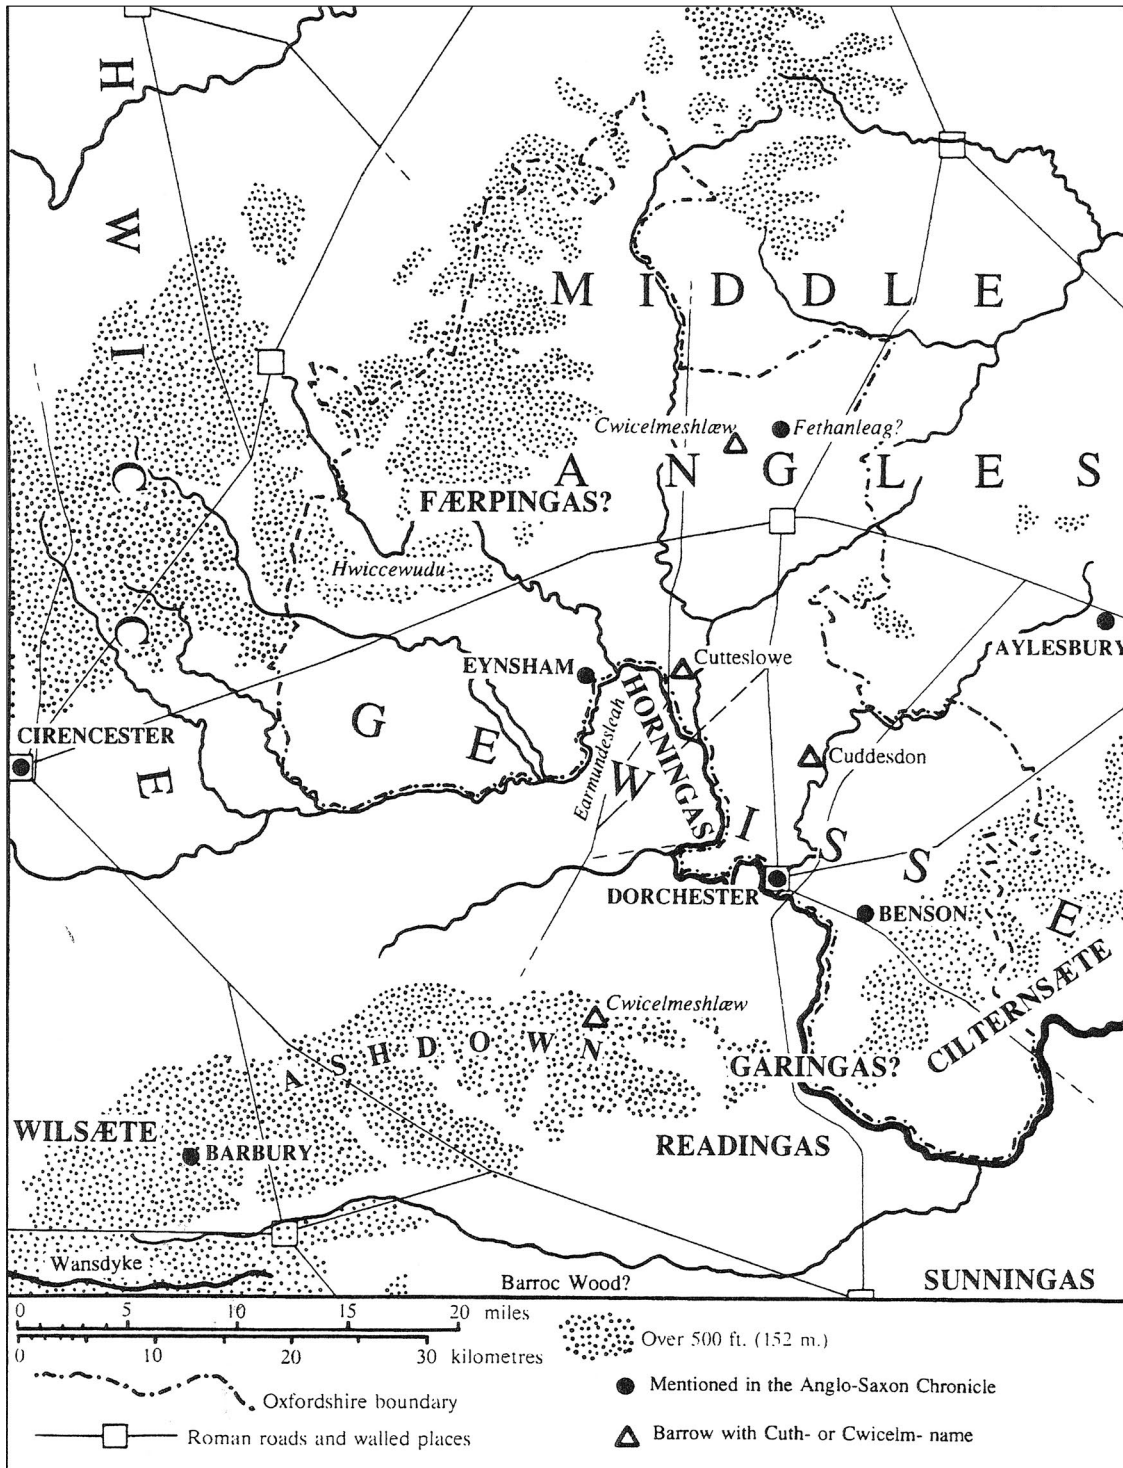 HWICCE
MIDDLE
Cwicelmeshlæw
Fethanleag?
ANGLES
FÆRPINGAS?
Hwiccewudu
AYLESBURY
EYNSHAM
Cutteslowe
HORNINGAS
GEWISSE
CIRENCESTER
Earmundesleah
Cuddesdon
DORCHESTER
BENSON
Cwicelmeshlæw
CILTERNSÆTE
ASHDOWN
GARINGAS?
WILSÆTE
READINGAS
BARBURY
Wansdyke
Barroc Wood?
SUNNINGAS
0 5 10 15 20 miles
0 10 20 30 kilometres
Over 500 ft. (152 m.)
Oxfordshire boundary
Mentioned in the Anglo-Saxon Chronicle
Roman roads and walled places
Barrow with Cuth- or Cwicelm- name